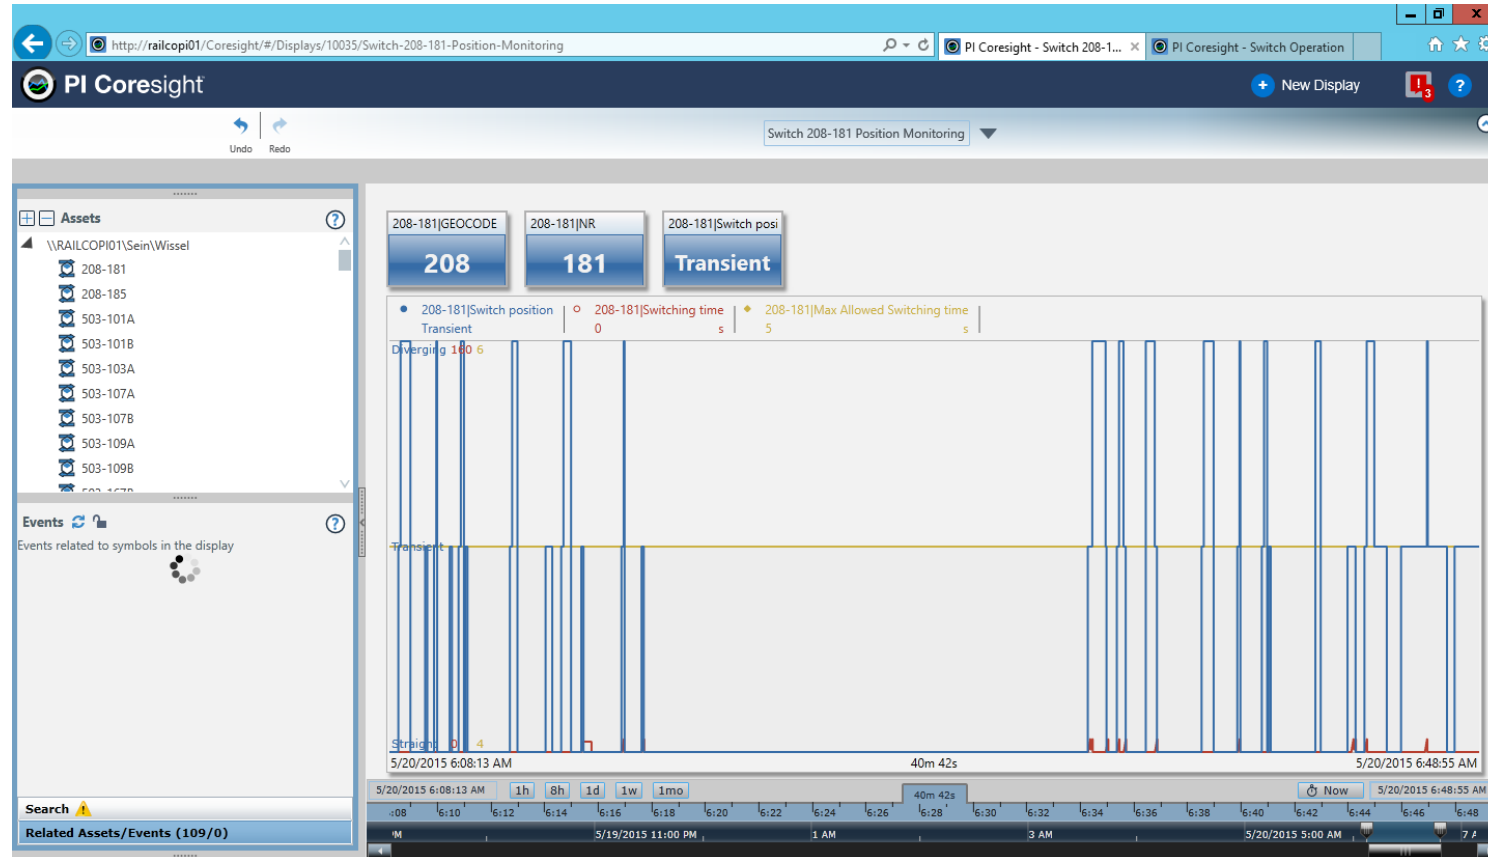 http://railcopi01/Coresight/#/Displays/10035/Switch-208-181-Position-Monitoring
PI Coresight - Switch 208-1...
PI Coresight - Switch Operation
PI Coresight
New Display
3
?
Undo
Redo
Switch 208-181 Position Monitoring
Assets
?
\\RAILCOPI01\Sein\Wissel
208-181
208-185
503-101A
503-101B
503-103A
503-107A
503-107B
503-109A
503-109B
Events
?
Events related to symbols in the display
Search
Related Assets/Events (109/0)
208-181|GEOCODE
208
208-181|NR
181
208-181|Switch posi
Transient
208-181|Switch position
Transient
208-181|Switching time
0 s
208-181|Max Allowed Switching time
5 s
Diverging 160 6
Transient
Straight 0 4
5/20/2015 6:08:13 AM
40m 42s
5/20/2015 6:48:55 AM
5/20/2015 6:08:13 AM
1h 8h 1d 1w 1mo
40m 42s
Now
5/20/2015 6:48:55 AM
:08 6:10 6:12 6:14 6:16 6:18 6:20 6:22 6:24 6:26 6:28 6:30 6:32 6:34 6:36 6:38 6:40 6:42 6:44 6:46 6:48
5/19/2015 11:00 PM 1 AM 3 AM 5/20/2015 5:00 AM